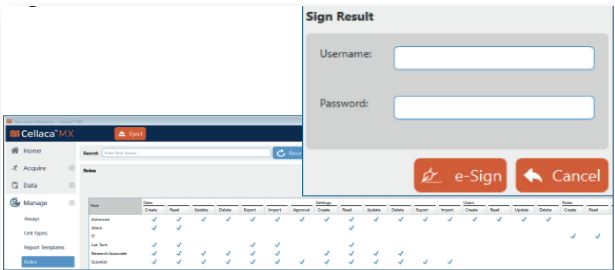 Sign Result
Username:
Password:
e-Sign
Cancel
Cellaca MX
Eject
Home
Acquire
Data
Manage
Assays
Cell Types
Report Templates
Roles
Search
Roles
Role
Data Settings Users Roles
Create Read Update Delete Export Import Approval Create Read Update Delete Export Import Create Read Update Delete Create Read
Advanced
Intern
IT
Lab Tech
Research Associate
Scientist